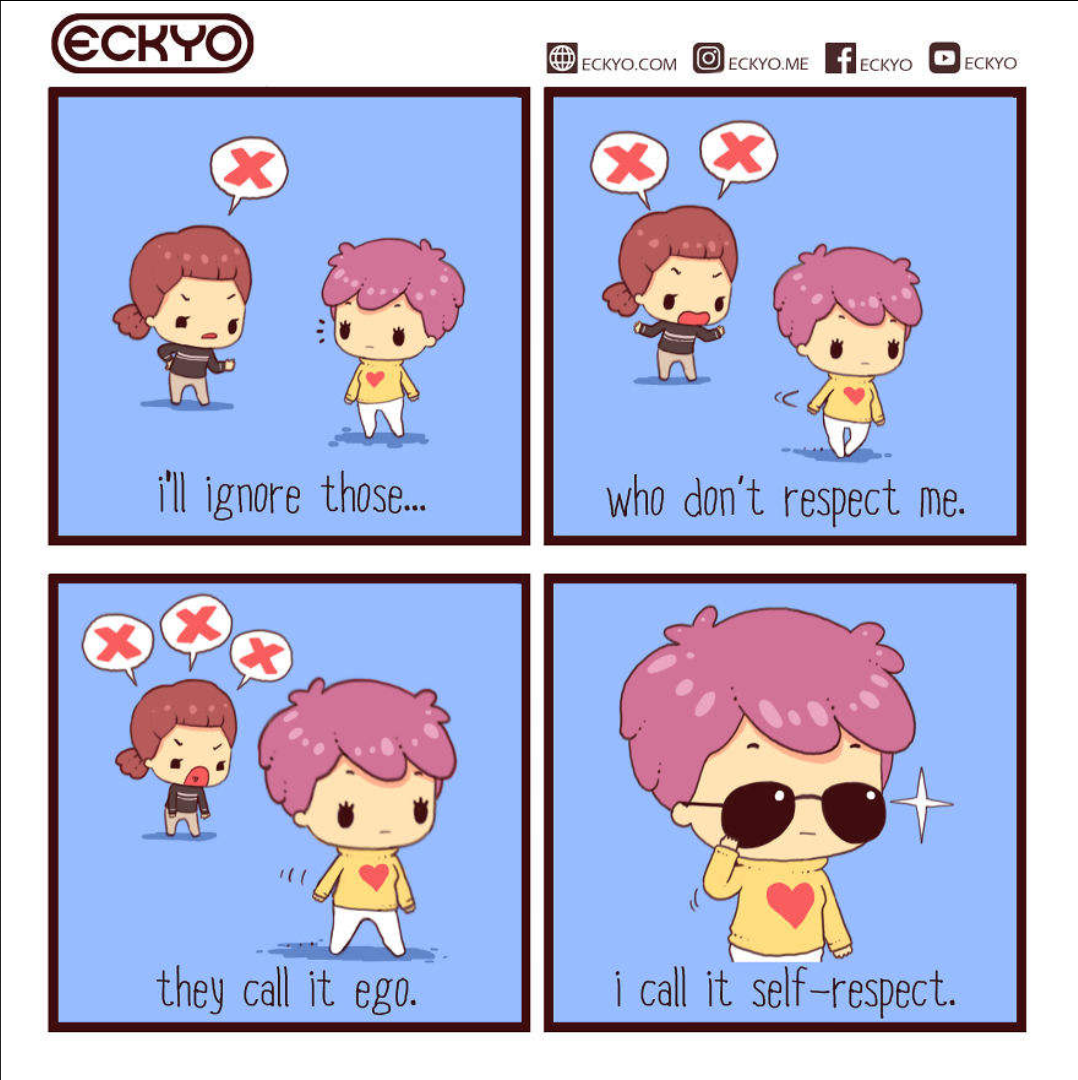 ECKYO
ECKYO.COM ECKYO.ME ECKYO ECKYO
i'll ignore those...
who don't respect me.
they call it ego.
i call it self-respect.